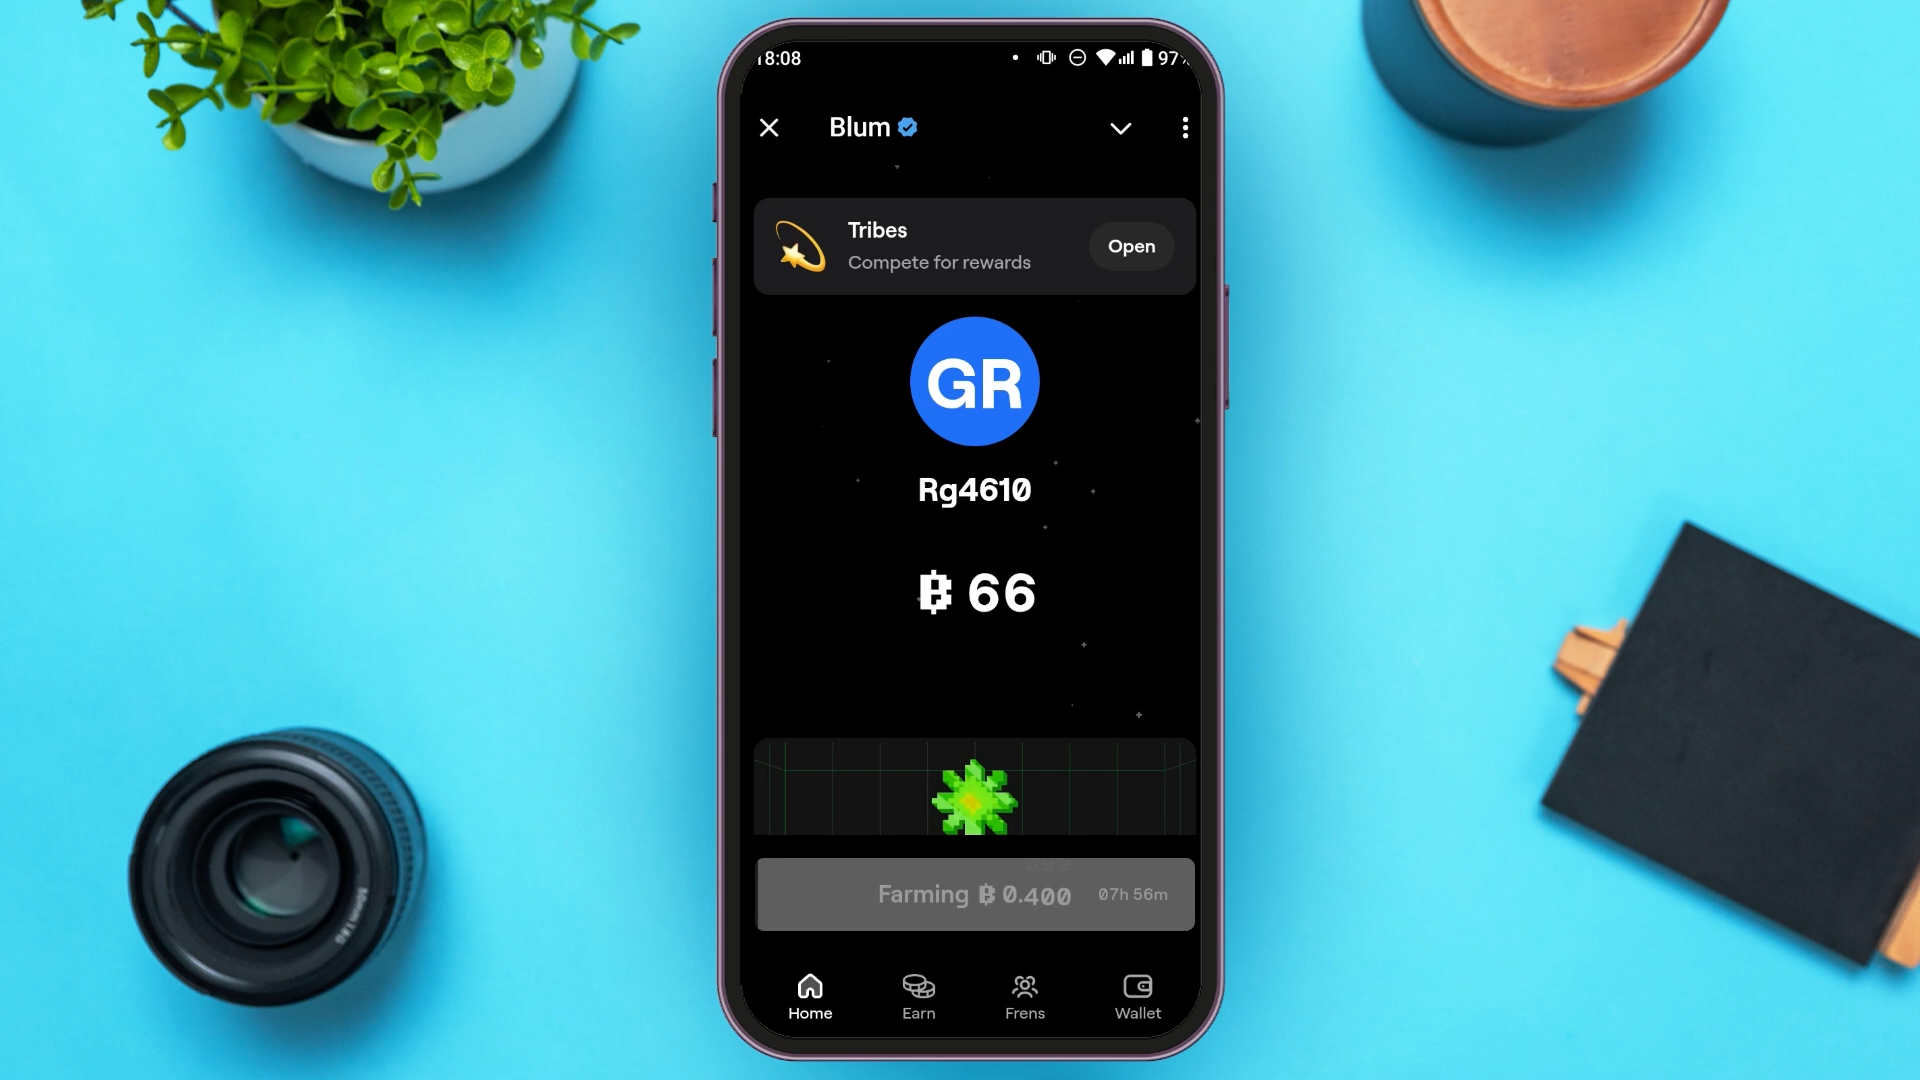 18:08
97%
Blum
Tribes
Compete for rewards
Open
GR
Rg4610
66
Farming 0.400 07h 56m
Home
Earn
Frens
Wallet